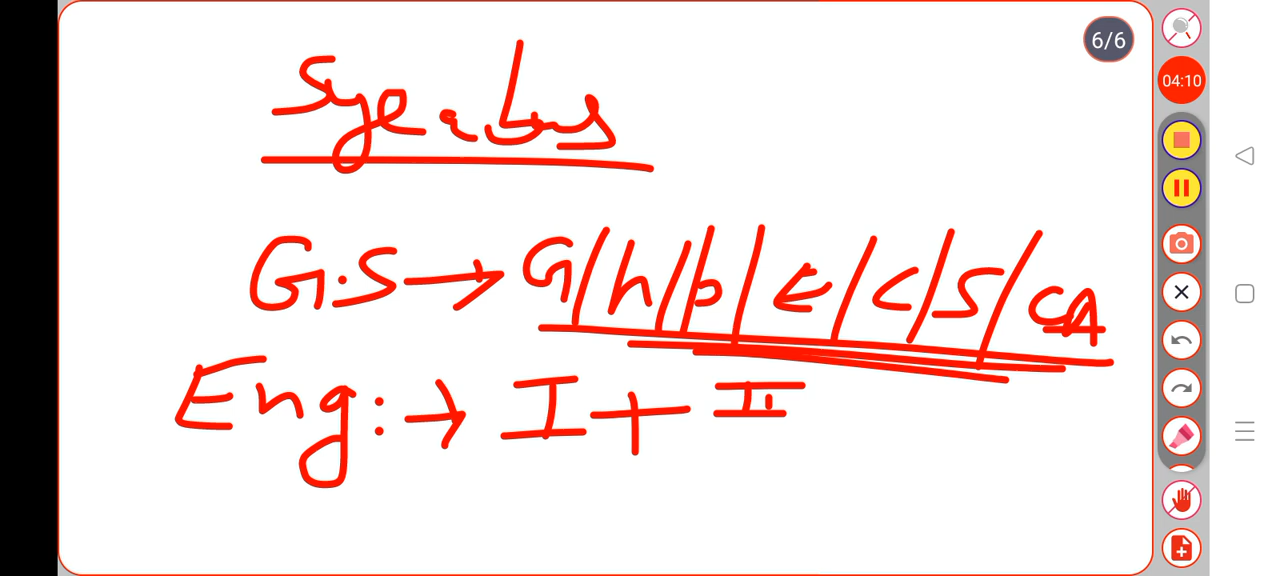 6/6
04:10
Syllabus
G.S → G/h/p/E/C/S/CA
Eng: → I + II